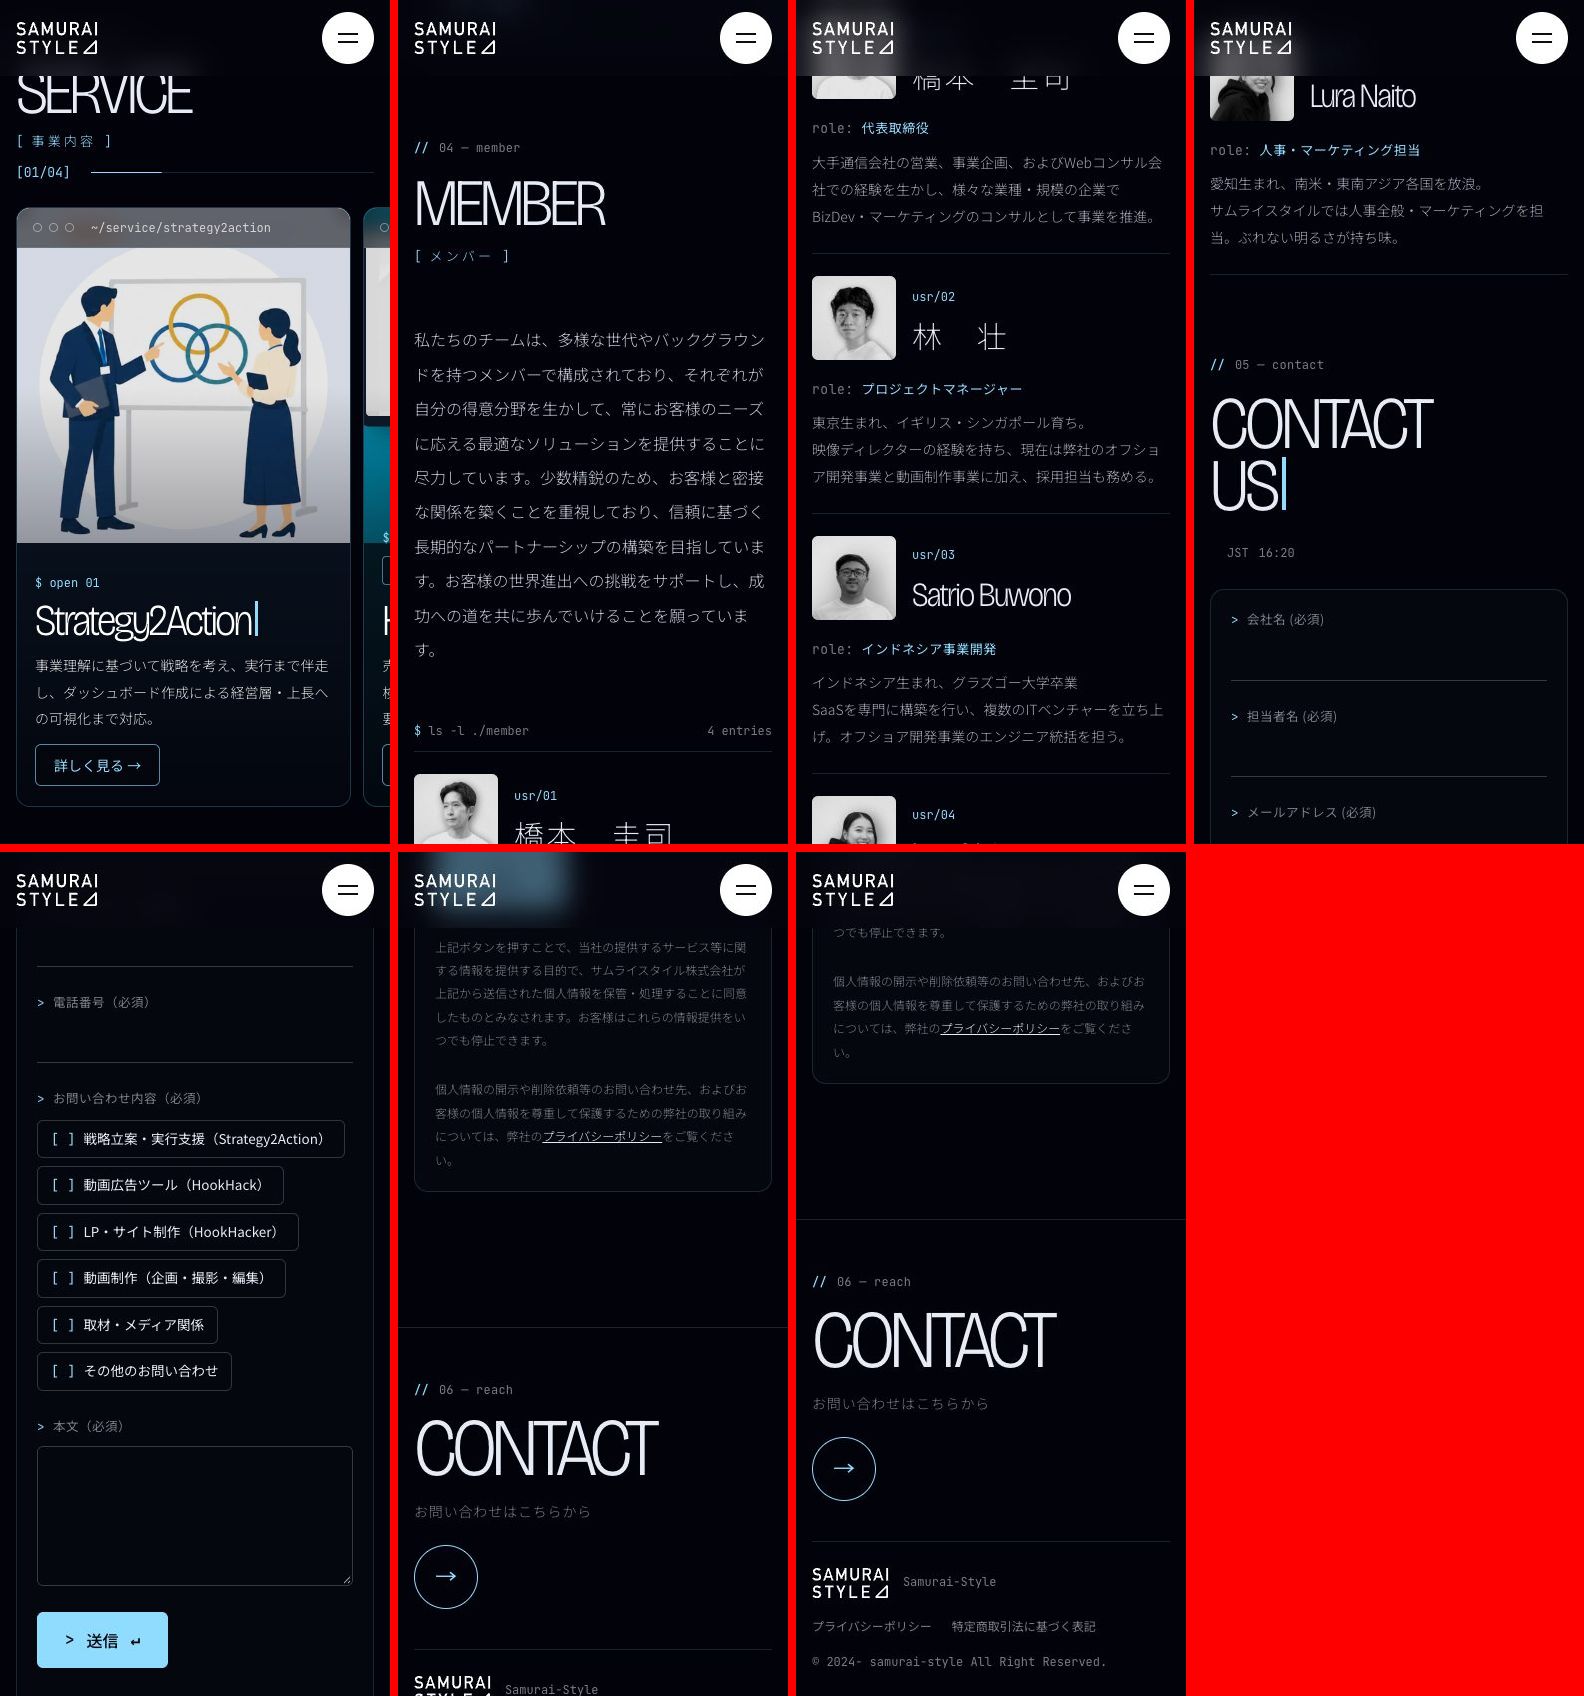 SAMURAI
STYLE
SERVICE
[ 事業内容 ]
[01/04]
~/service/strategy2action
$ open 01
Strategy2Action
事業理解に基づいて戦略を考え、実行まで伴走
し、ダッシュボード作成による経営層・上長へ
の可視化まで対応。
詳しく見る →
$
SAMURAI
STYLE
// 04 — member
MEMBER
[ メンバー ]
私たちのチームは、多様な世代やバックグラウン
ドを持つメンバーで構成されており、それぞれが
自分の得意分野を生かして、常にお客様のニーズ
に応える最適なソリューションを提供することに
尽力しています。少数精鋭のため、お客様と密接
な関係を築くことを重視しており、信頼に基づく
長期的なパートナーシップの構築を目指していま
す。お客様の世界進出への挑戦をサポートし、成
功への道を共に歩んでいけることを願っていま
す。
$ ls -l ./member
4 entries
usr/01
橋本 圭司
SAMURAI
STYLE
橋本 圭司
role: 代表取締役
大手通信会社の営業、事業企画、およびWebコンサル会
社での経験を生かし、様々な業種・規模の企業で
BizDev・マーケティングのコンサルとして事業を推進。
usr/02
林 壮
role: プロジェクトマネージャー
東京生まれ、イギリス・シンガポール育ち。
映像ディレクターの経験を持ち、現在は弊社のオフショ
ア開発事業と動画制作事業に加え、採用担当も務める。
usr/03
Satrio Buwono
role: インドネシア事業開発
インドネシア生まれ、グラズゴー大学卒業
SaaSを専門に構築を行い、複数のITベンチャーを立ち上
げ。オフショア開発事業のエンジニア統括を担う。
usr/04
SAMURAI
STYLE
Lura Naito
role: 人事・マーケティング担当
愛知生まれ、南米・東南アジア各国を放浪。
サムライスタイルでは人事全般・マーケティングを担
当。ぶれない明るさが持ち味。
// 05 — contact
CONTACT
US
JST 16:20
> 会社名 (必須)
> 担当者名 (必須)
> メールアドレス (必須)
SAMURAI
STYLE
> 電話番号（必須）
> お問い合わせ内容（必須）
[ ] 戦略立案・実行支援（Strategy2Action）
[ ] 動画広告ツール（HookHack）
[ ] LP・サイト制作（HookHacker）
[ ] 動画制作（企画・撮影・編集）
[ ] 取材・メディア関係
[ ] その他のお問い合わせ
> 本文（必須）
> 送信 ↵
SAMURAI
STYLE
上記ボタンを押すことで、当社の提供するサービス等に関
する情報を提供する目的で、サムライスタイル株式会社が
上記から送信された個人情報を保管・処理することに同意
したものとみなされます。お客様はこれらの情報提供をい
つでも停止できます。
個人情報の開示や削除依頼等のお問い合わせ先、およびお
客様の個人情報を尊重して保護するための弊社の取り組み
については、弊社のプライバシーポリシーをご覧くださ
い。
// 06 — reach
CONTACT
お問い合わせはこちらから
→
SAMURAI
STYLE
Samurai-Style
SAMURAI
STYLE
つでも停止できます。
個人情報の開示や削除依頼等のお問い合わせ先、およびお
客様の個人情報を尊重して保護するための弊社の取り組み
については、弊社のプライバシーポリシーをご覧くださ
い。
// 06 — reach
CONTACT
お問い合わせはこちらから
→
SAMURAI
STYLE
Samurai-Style
プライバシーポリシー 特定商取引法に基づく表記
© 2024- samurai-style All Right Reserved.